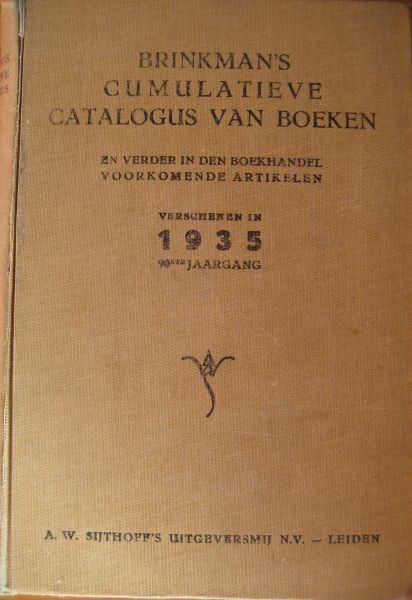 BRINKMAN'S
CUMULATIEVE
CATALOGUS VAN BOEKEN
EN VERDER IN DEN BOEKHANDEL
VOORKOMENDE ARTIKELEN
VERSCHENEN IN
1935
90STE JAARGANG
A. W. SIJTHOFF'S UITGEVERSMIJ N.V. – LEIDEN